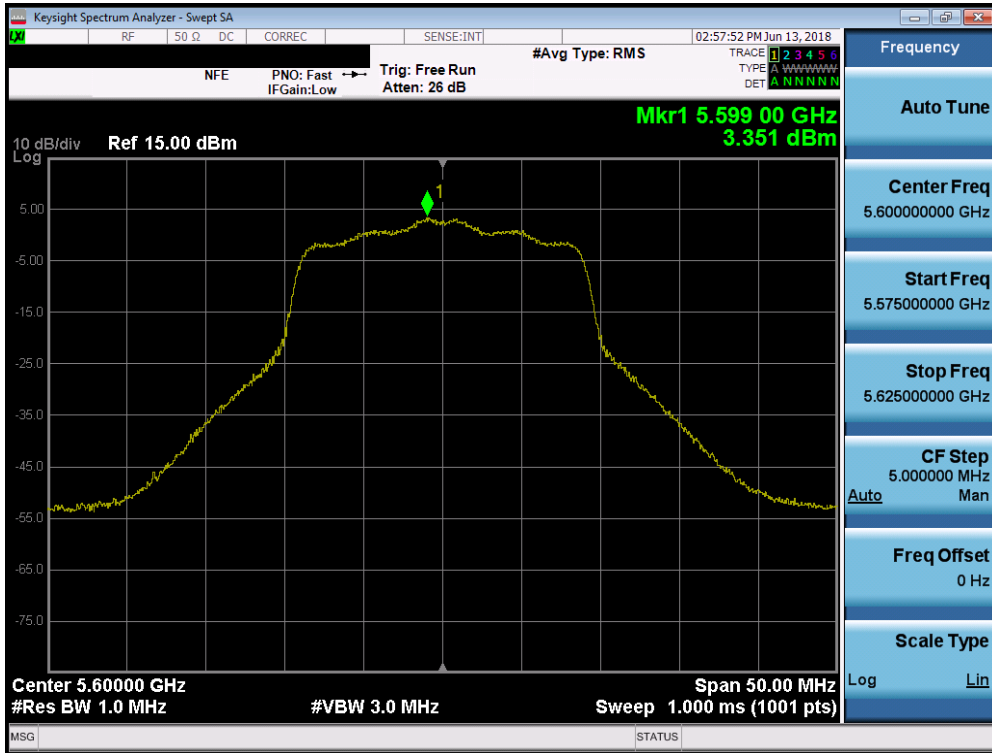 Keysight Spectrum Analyzer - Swept SA
LXI RF 50 Ω DC CORREC SENSE:INT 02:57:52 PM Jun 13, 2018
NFE PNO: Fast Trig: Free Run #Avg Type: RMS TRACE 1 2 3 4 5 6
IFGain:Low Atten: 26 dB TYPE A WWWWW
DET A N N N N N
Mkr1 5.599 00 GHz
3.351 dBm
10 dB/div Ref 15.00 dBm
Log
1
5.00
-5.00
-15.0
-25.0
-35.0
-45.0
-55.0
-65.0
-75.0
Center 5.60000 GHz Span 50.00 MHz
#Res BW 1.0 MHz #VBW 3.0 MHz Sweep 1.000 ms (1001 pts)
MSG STATUS
Frequency
Auto Tune
Center Freq
5.600000000 GHz
Start Freq
5.575000000 GHz
Stop Freq
5.625000000 GHz
CF Step
5.000000 MHz
Auto Man
Freq Offset
0 Hz
Scale Type
Log Lin